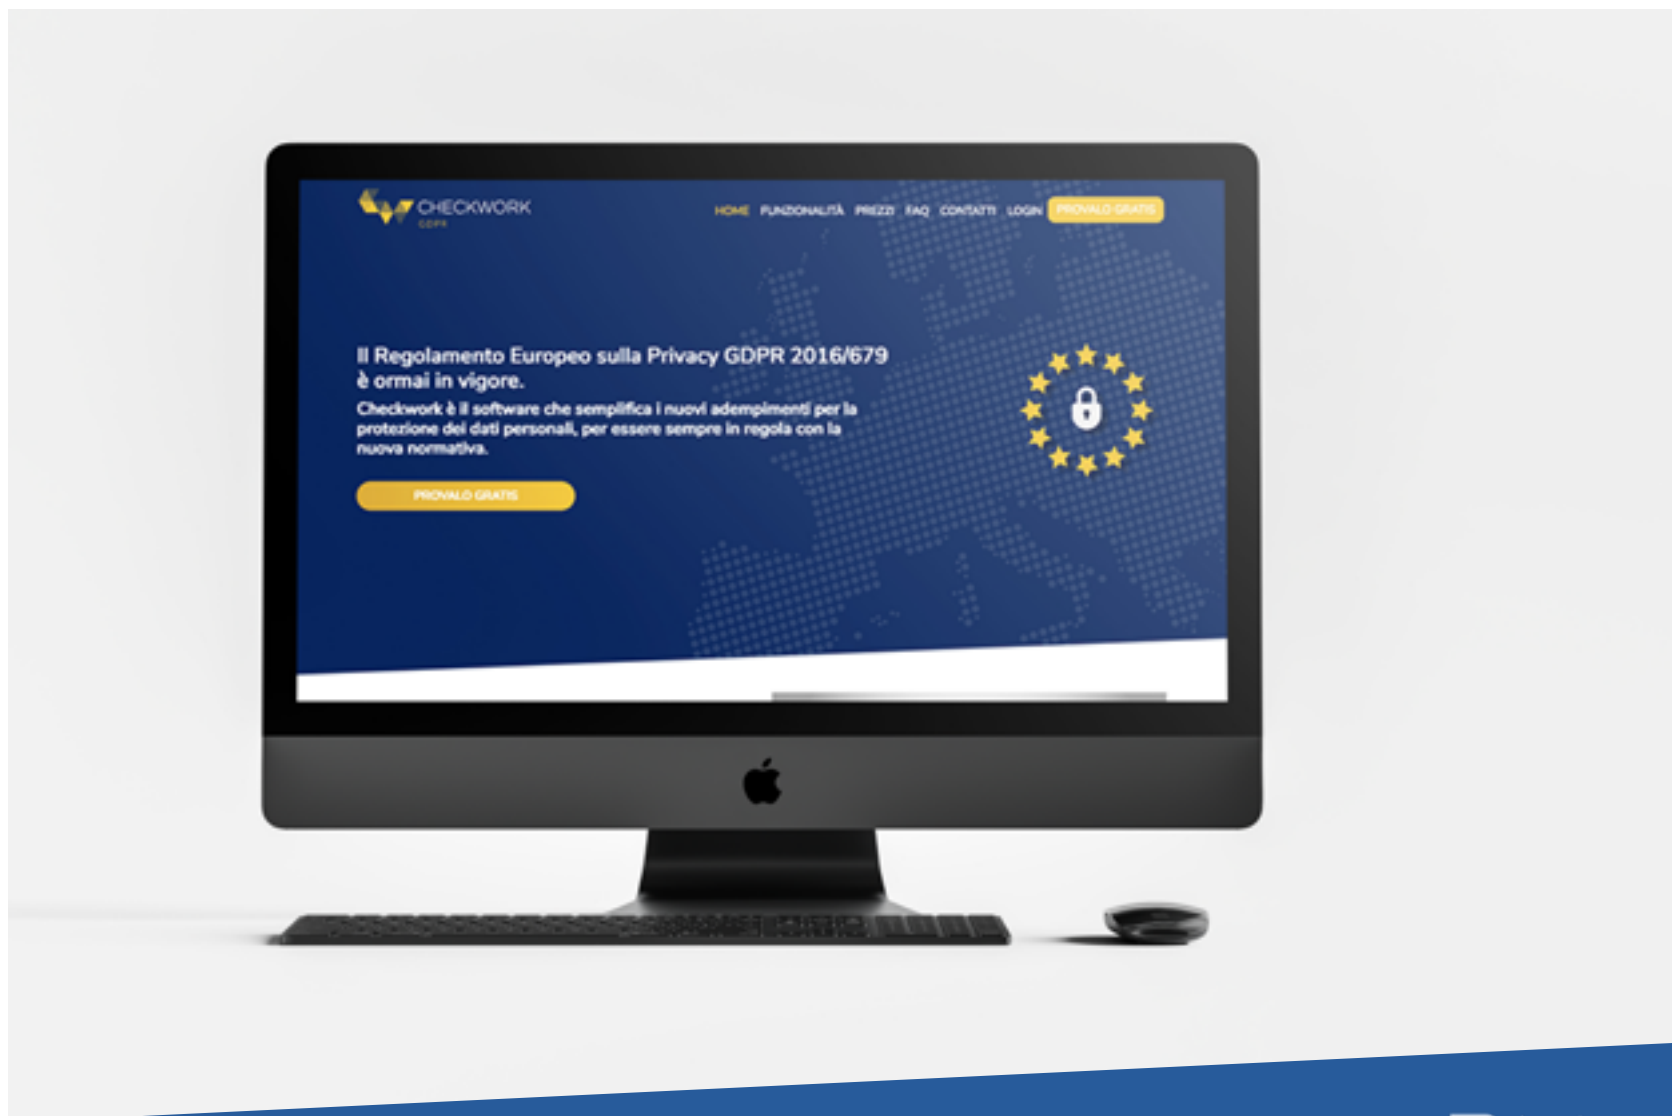 CHECKWORK
GDPR
HOME FUNZIONALITÀ PREZZI FAQ CONTATTI LOGIN PROVALO GRATIS
Il Regolamento Europeo sulla Privacy GDPR 2016/679
è ormai in vigore.
Checkwork è il software che semplifica i nuovi adempimenti per la
protezione dei dati personali, per essere sempre in regola con la
nuova normativa.
PROVALO GRATIS